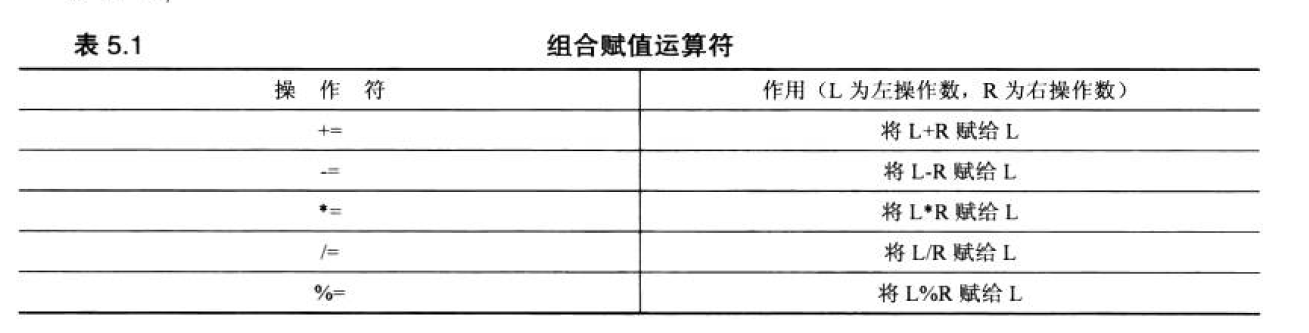 表 5.1 组合赋值运算符
操 作 符 作用（L 为左操作数，R 为右操作数）
+= 将 L+R 赋给 L
-= 将 L-R 赋给 L
*= 将 L*R 赋给 L
/= 将 L/R 赋给 L
%= 将 L%R 赋给 L